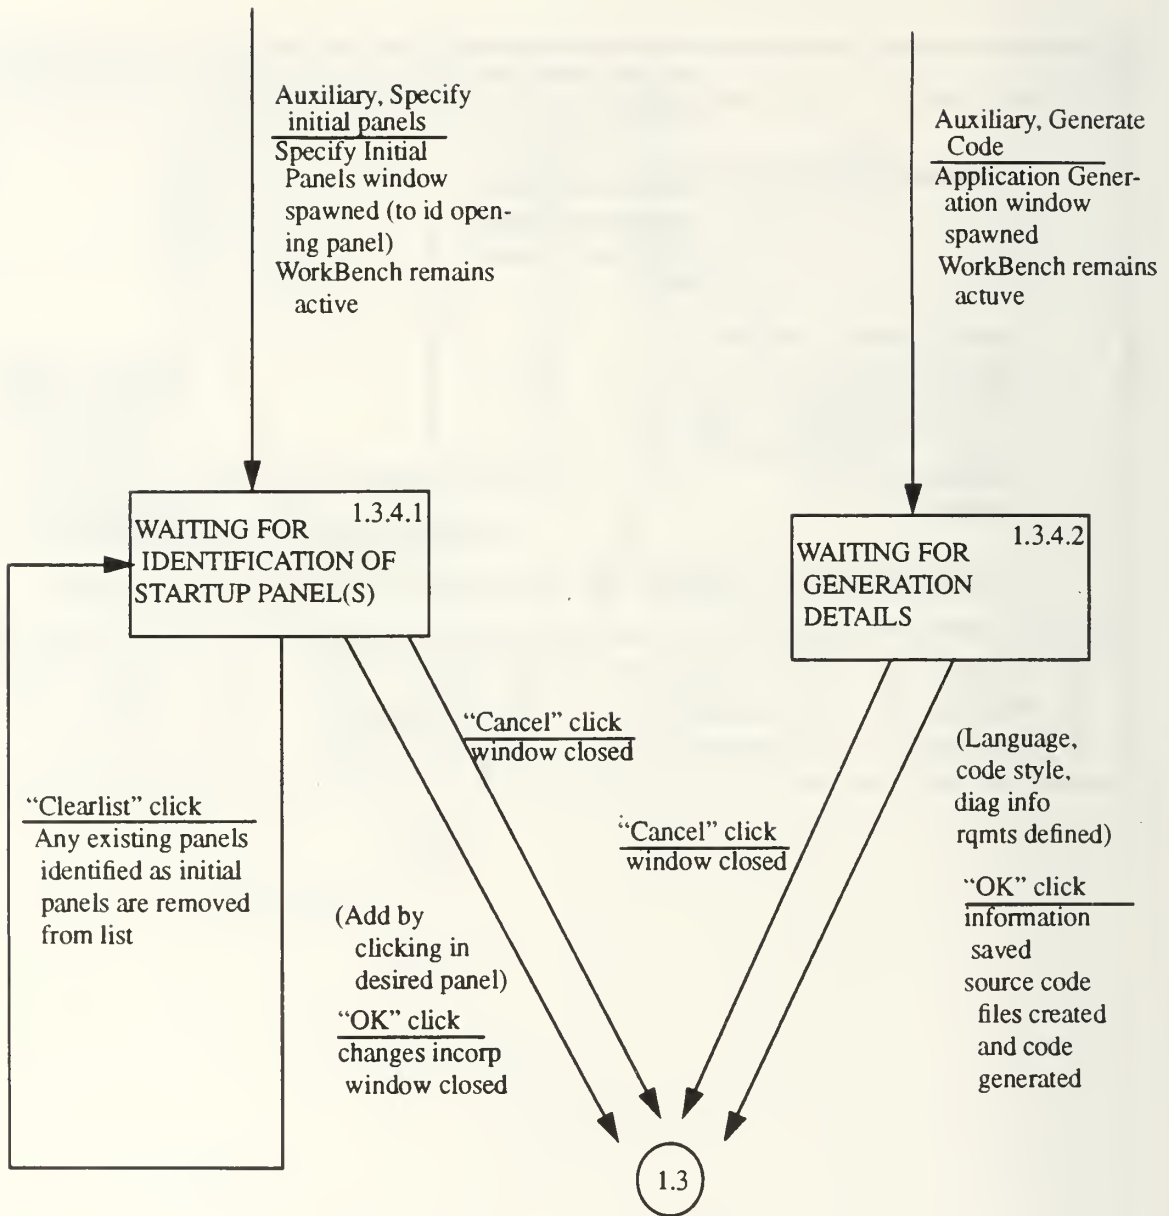 Auxiliary, Specify
initial panels
Specify Initial
Panels window
spawned (to id open-
ing panel)
WorkBench remains
active
Auxiliary, Generate
Code
Application Gener-
ation window
spawned
WorkBench remains
actuve
1.3.4.1
WAITING FOR
IDENTIFICATION OF
STARTUP PANEL(S)
1.3.4.2
WAITING FOR
GENERATION
DETAILS
“Cancel” click
window closed
“Clearlist” click
Any existing panels
identified as initial
panels are removed
from list
(Add by
clicking in
desired panel)
“OK” click
changes incorp
window closed
“Cancel” click
window closed
(Language,
code style,
diag info
rqmts defined)
“OK” click
information
saved
source code
files created
and code
generated
1.3